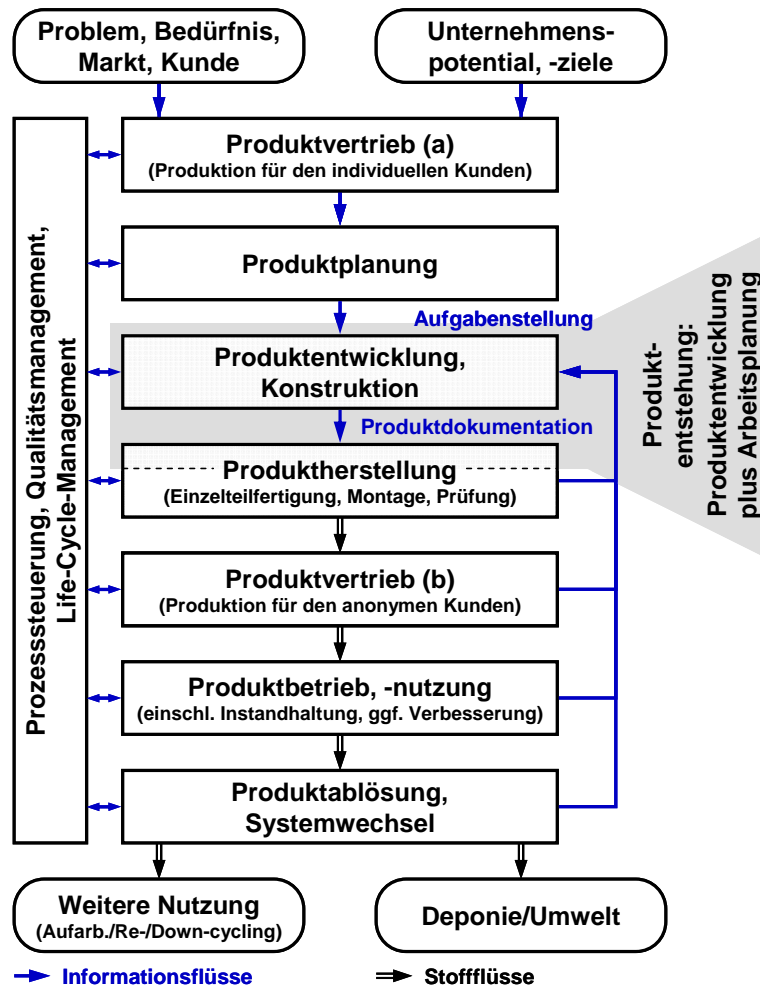 Problem, Bedürfnis,
Markt, Kunde
Unternehmens-
potential, -ziele
Prozesssteuerung, Qualitätsmanagement,
Life-Cycle-Management
Produktvertrieb (a)
(Produktion für den individuellen Kunden)
Produktplanung
Aufgabenstellung
Produktentwicklung,
Konstruktion
Produktdokumentation
Produkt-
entstehung:
Produktentwicklung
plus Arbeitsplanung
Produktherstellung
(Einzelteilfertigung, Montage, Prüfung)
Produktvertrieb (b)
(Produktion für den anonymen Kunden)
Produktbetrieb, -nutzung
(einschl. Instandhaltung, ggf. Verbesserung)
Produktablösung,
Systemwechsel
Weitere Nutzung
(Aufarb./Re-/Down-cycling)
Deponie/Umwelt
Informationsflüsse
Stoffflüsse